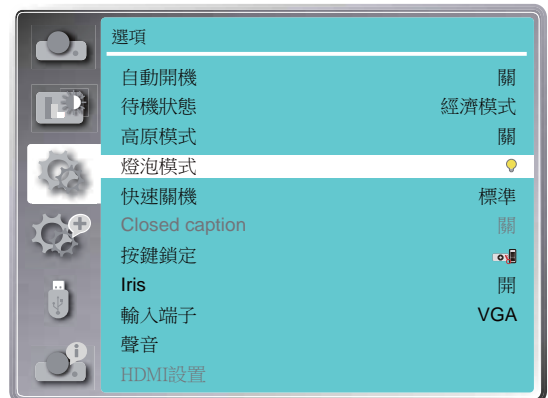 選項
自動開機 關
待機狀態 經濟模式
高原模式 關
燈泡模式
快速關機 標準
Closed caption 關
按鍵鎖定
Iris 開
輸入端子 VGA
聲音
HDMI設置